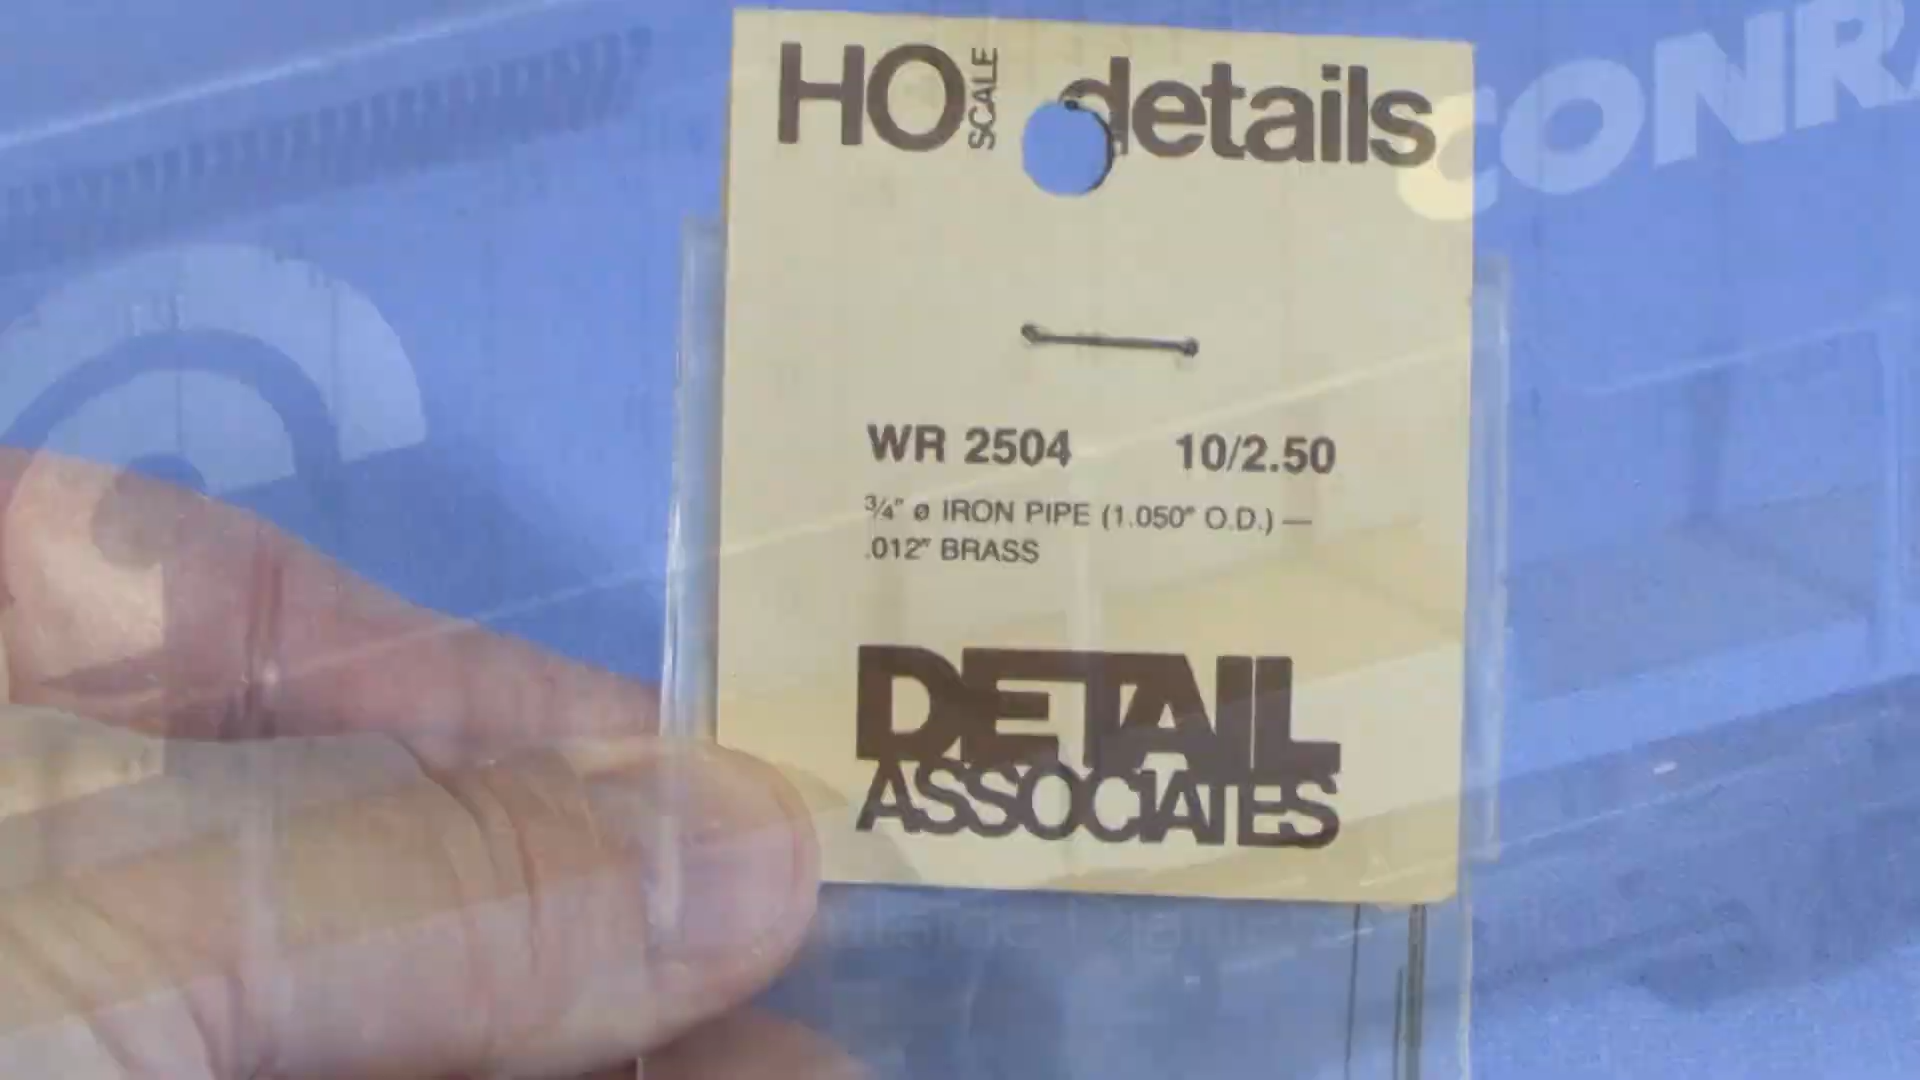 HO SCALE details
CONRA
WR 2504 10/2.50
¾" ø IRON PIPE (1.050" O.D.) —
.012" BRASS
DETAIL
ASSOCIATES